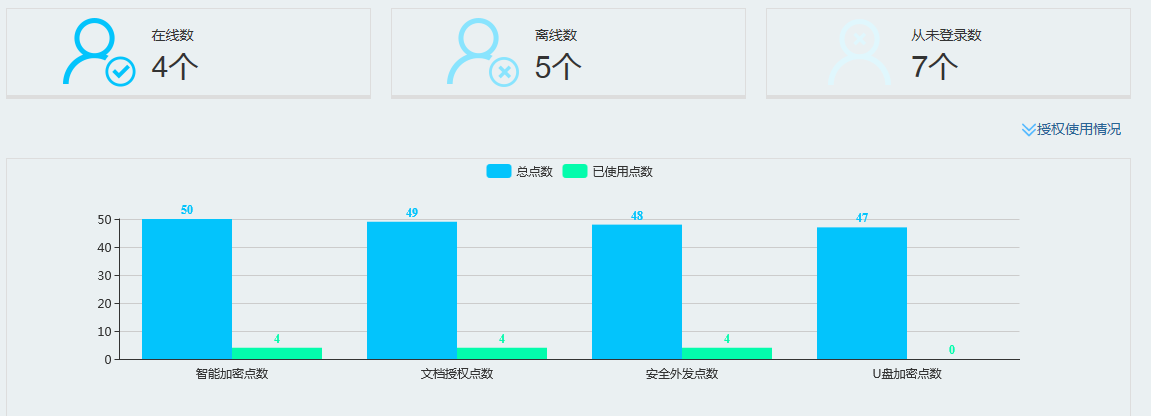 在线数
4个
离线数
5个
从未登录数
7个
授权使用情况
总点数 已使用点数
50 49 48 47
50
40
30
20
10
0
4 4 4 0
智能加密点数 文档授权点数 安全外发点数 U盘加密点数